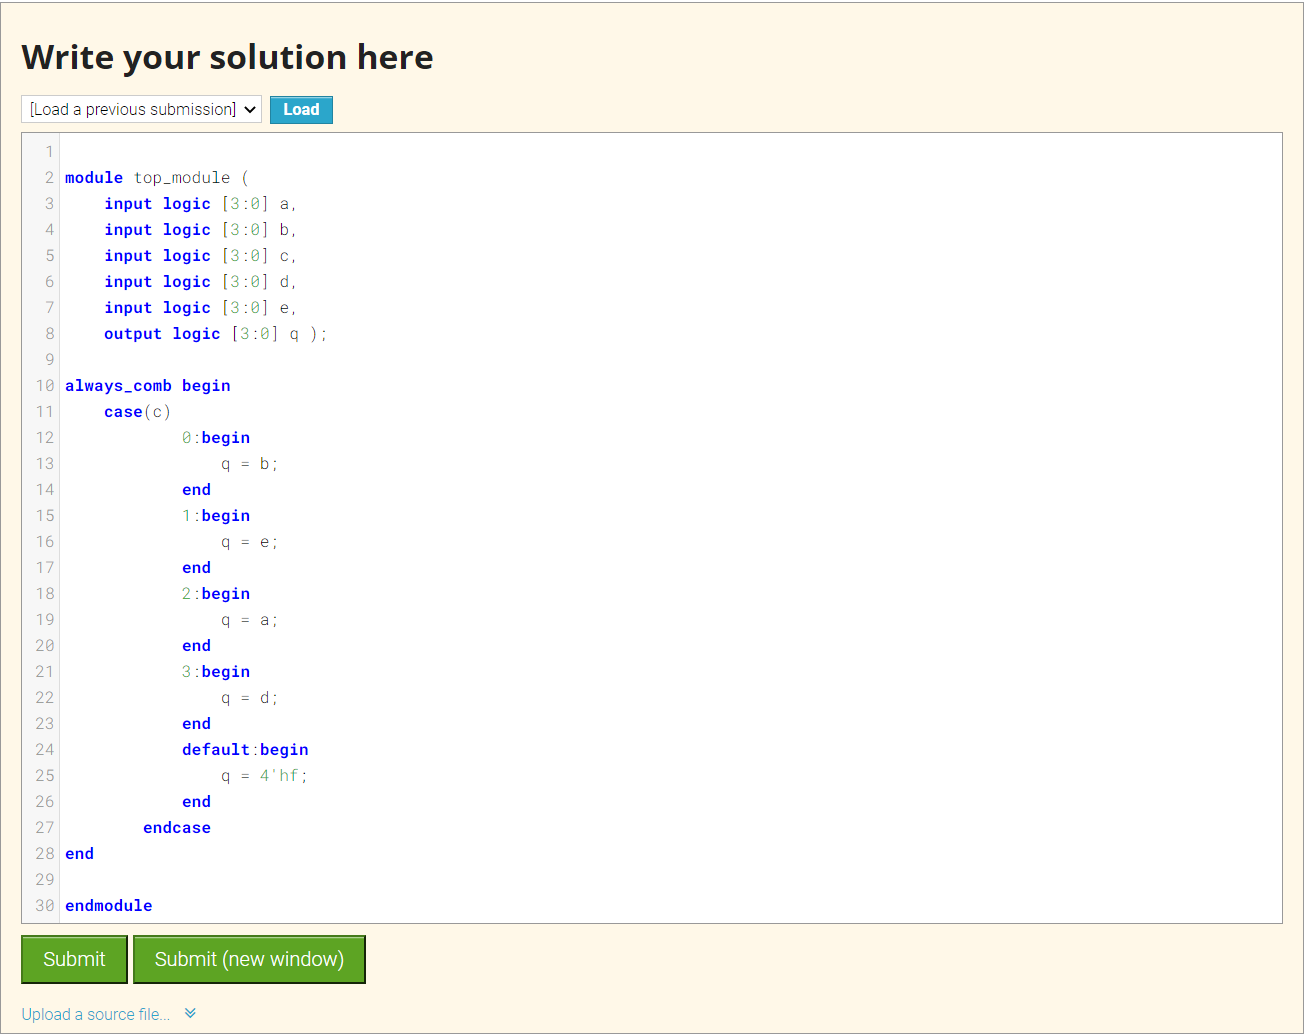 Write your solution here
[Load a previous submission] Load
1
2 module top_module (
3     input logic [3:0] a,
4     input logic [3:0] b,
5     input logic [3:0] c,
6     input logic [3:0] d,
7     input logic [3:0] e,
8     output logic [3:0] q );
9
10 always_comb begin
11     case(c)
12             0:begin
13                 q = b;
14             end
15             1:begin
16                 q = e;
17             end
18             2:begin
19                 q = a;
20             end
21             3:begin
22                 q = d;
23             end
24             default:begin
25                 q = 4'hf;
26             end
27         endcase
28 end
29
30 endmodule
Submit Submit (new window)
Upload a source file...